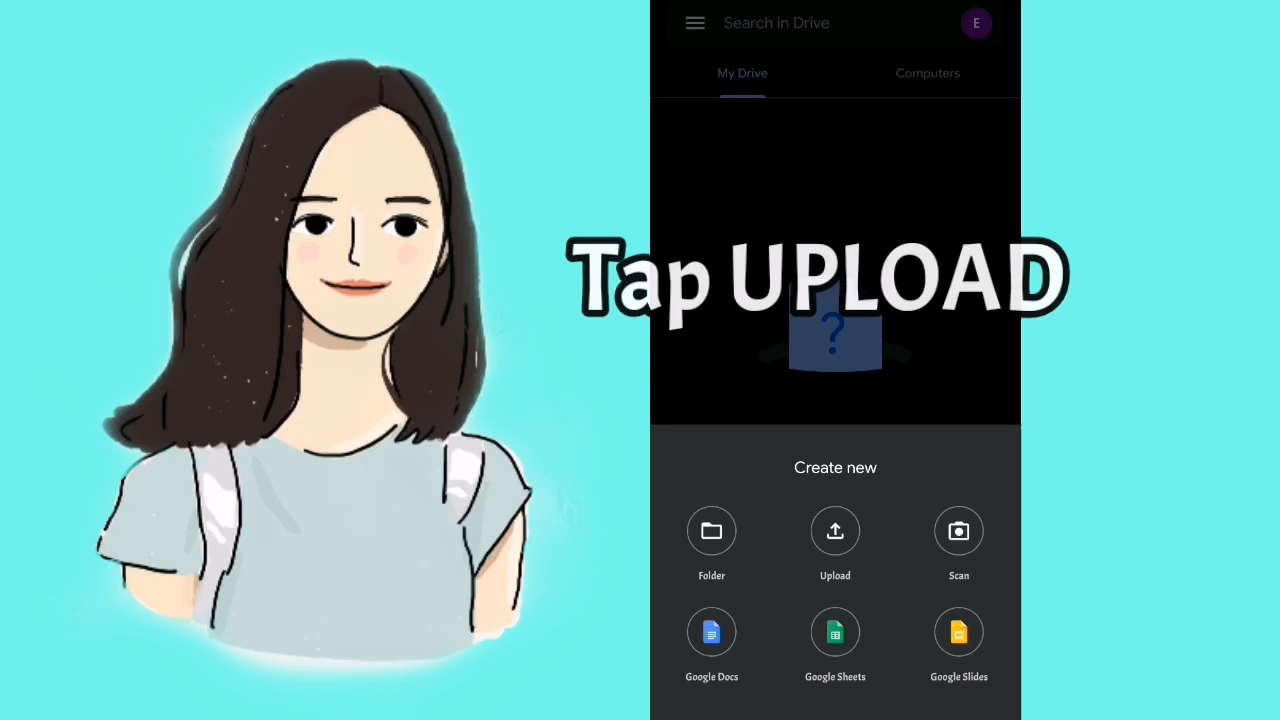 Search in Drive
E
My Drive
Computers
Tap UPLOAD
?
Create new
Folder
Upload
Scan
Google Docs
Google Sheets
Google Slides